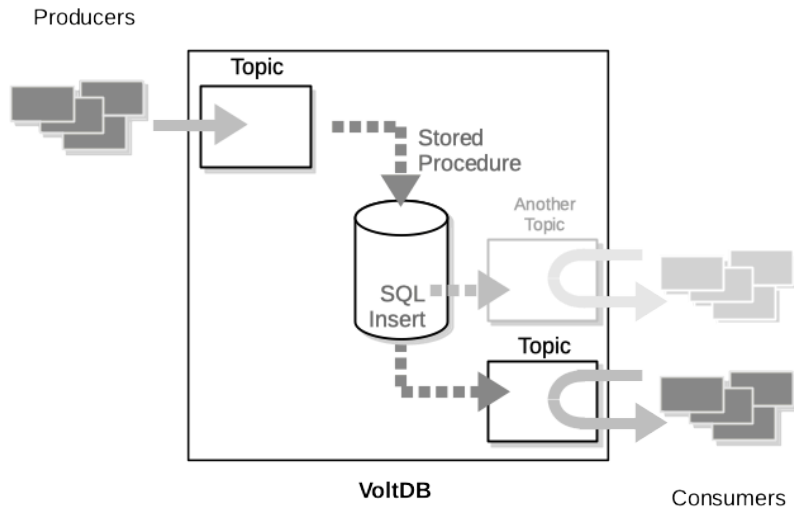 Producers
Topic
Stored
Procedure
Another
Topic
SQL
Insert
Topic
VoltDB
Consumers